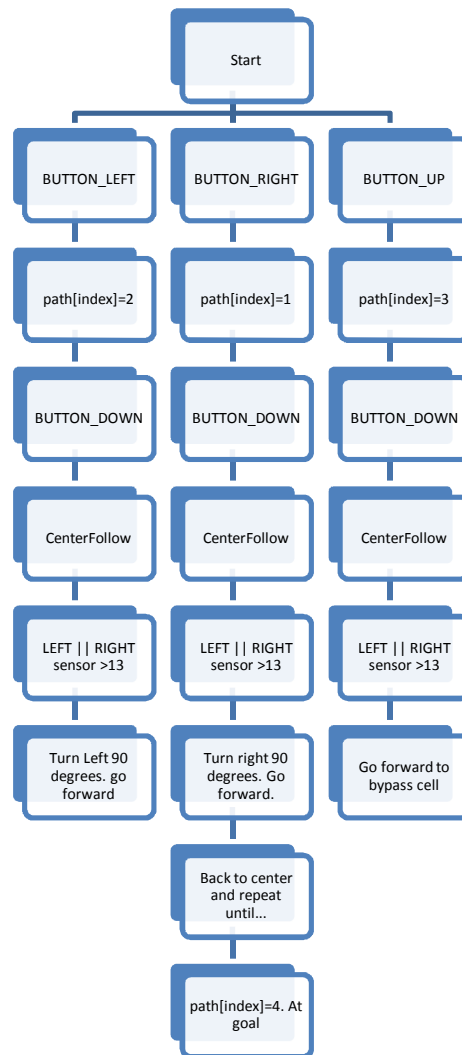 Start
BUTTON_LEFT
BUTTON_RIGHT
BUTTON_UP
path[index]=2
path[index]=1
path[index]=3
BUTTON_DOWN
BUTTON_DOWN
BUTTON_DOWN
CenterFollow
CenterFollow
CenterFollow
LEFT || RIGHT
sensor >13
LEFT || RIGHT
sensor >13
LEFT || RIGHT
sensor >13
Turn Left 90
degrees. go
forward
Turn right 90
degrees. Go
forward.
Go forward to
bypass cell
Back to center
and repeat
until...
path[index]=4. At
goal